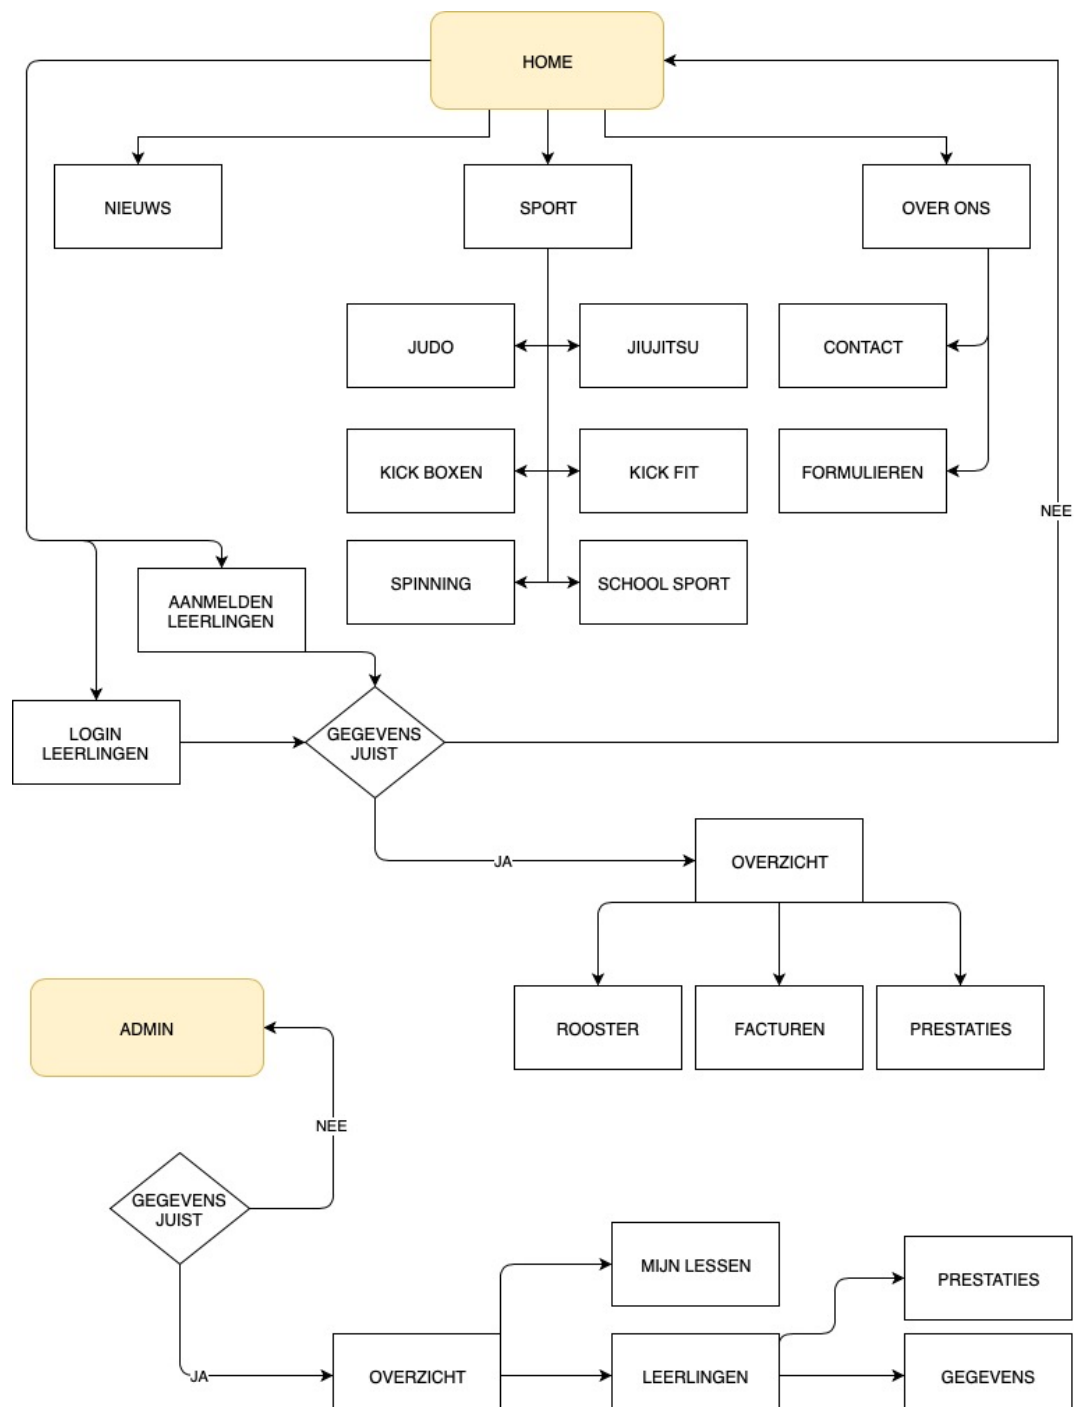 HOME
NIEUWS
SPORT
OVER ONS
JUDO
JIUJITSU
CONTACT
KICK BOXEN
KICK FIT
FORMULIEREN
NEE
SPINNING
SCHOOL SPORT
AANMELDEN
LEERLINGEN
LOGIN
LEERLINGEN
GEGEVENS
JUIST
JA
OVERZICHT
ROOSTER
FACTUREN
PRESTATIES
ADMIN
NEE
GEGEVENS
JUIST
MIJN LESSEN
PRESTATIES
JA
OVERZICHT
LEERLINGEN
GEGEVENS